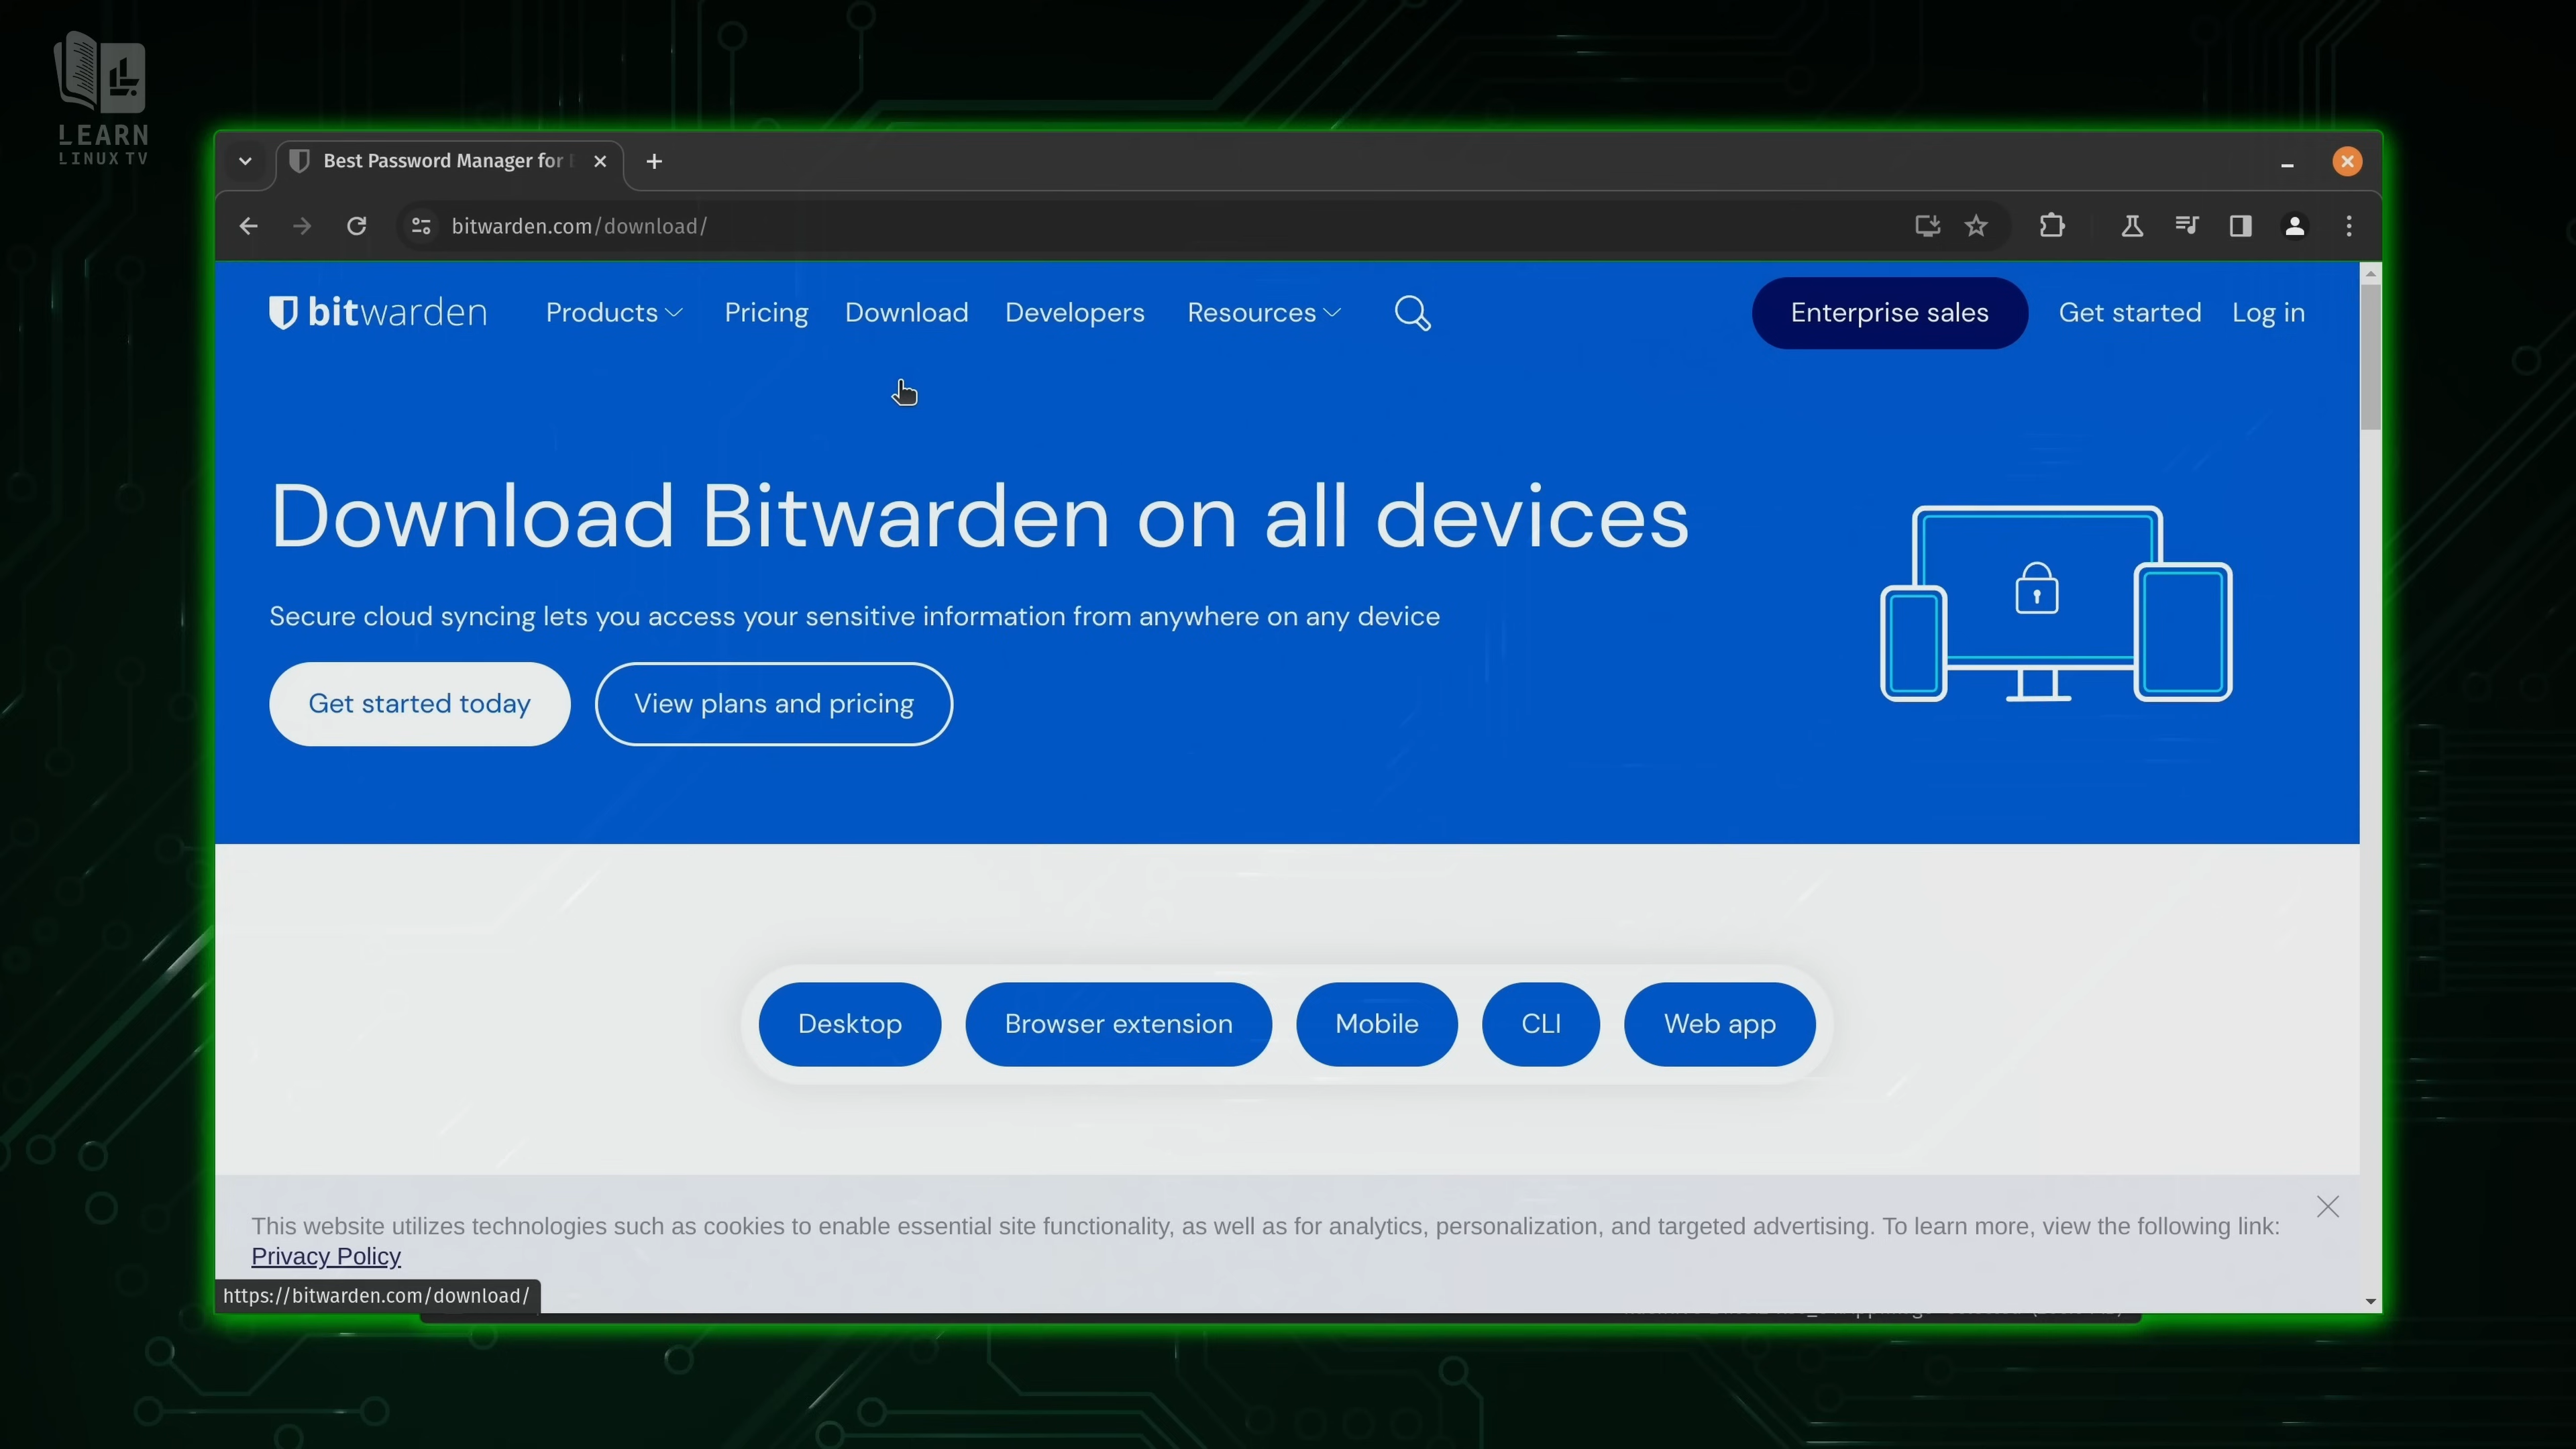 LEARN
LINUX TV
Best Password Manager for
bitwarden.com/download/
bitwarden Products Pricing Download Developers Resources Enterprise sales Get started Log in
Download Bitwarden on all devices
Secure cloud syncing lets you access your sensitive information from anywhere on any device
Get started today View plans and pricing
Desktop Browser extension Mobile CLI Web app
This website utilizes technologies such as cookies to enable essential site functionality, as well as for analytics, personalization, and targeted advertising. To learn more, view the following link:
Privacy Policy
https://bitwarden.com/download/